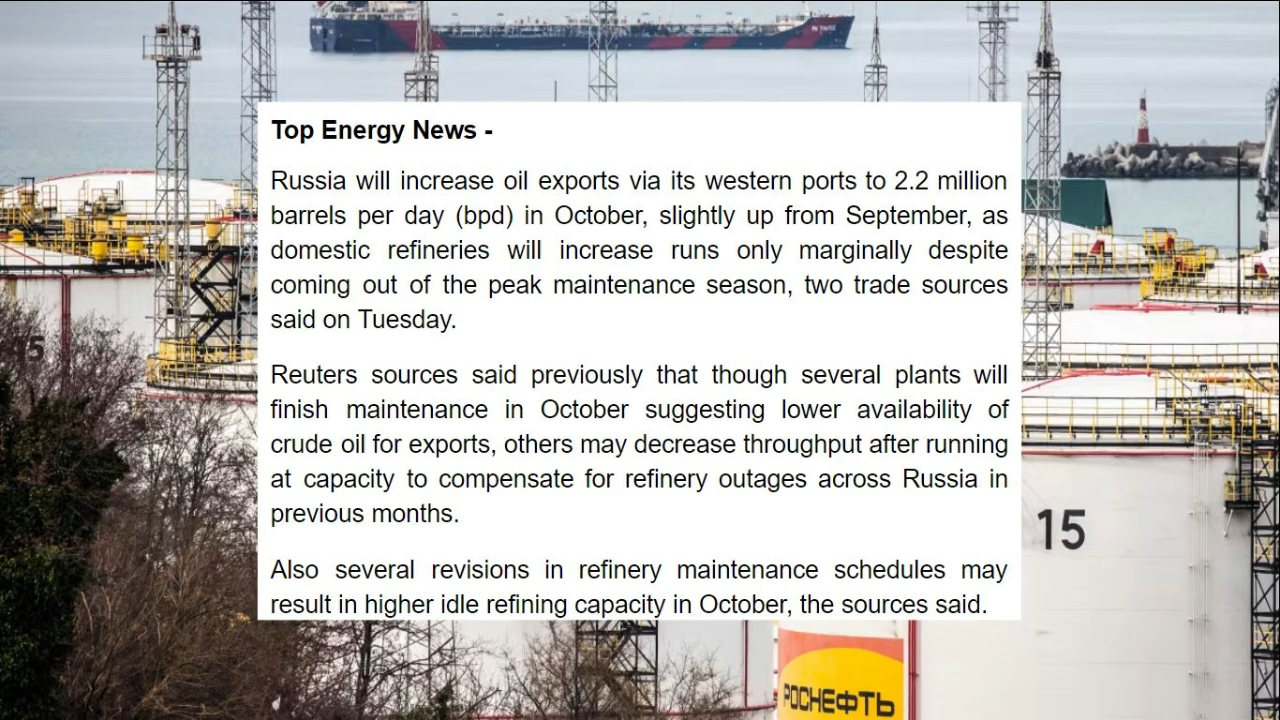 Top Energy News -
Russia will increase oil exports via its western ports to 2.2 million
barrels per day (bpd) in October, slightly up from September, as
domestic refineries will increase runs only marginally despite
coming out of the peak maintenance season, two trade sources
said on Tuesday.
Reuters sources said previously that though several plants will
finish maintenance in October suggesting lower availability of
crude oil for exports, others may decrease throughput after running
at capacity to compensate for refinery outages across Russia in
previous months.
Also several revisions in refinery maintenance schedules may
result in higher idle refining capacity in October, the sources said.
15
15
РОСНЕФТЬ